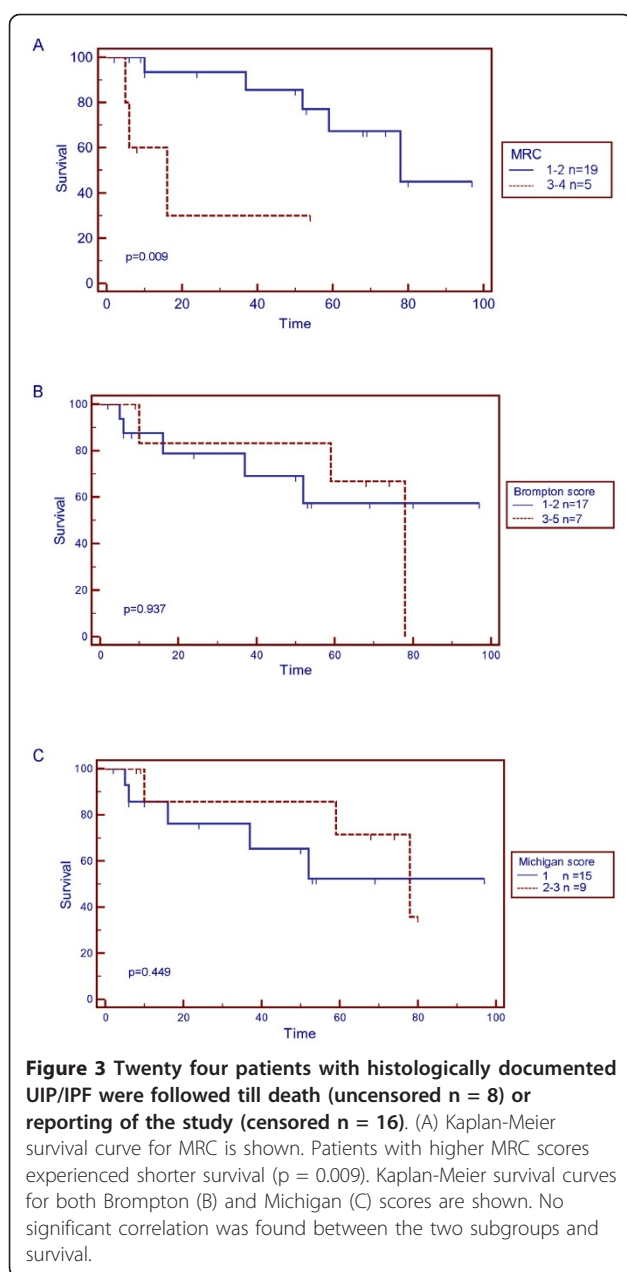 A
100
80
60
40
20
0
Survival
p=0.009
0 20 40 60 80 100
Time
MRC
1-2 n=19
3-4 n=5
B
100
80
60
40
20
0
Survival
p=0.937
0 20 40 60 80 100
Time
Brompton score
1-2 n=17
3-5 n=7
C
100
80
60
40
20
0
Survival
p=0.449
0 20 40 60 80 100
Time
Michigan score
1 n=15
2-3 n=9
Figure 3 Twenty four patients with histologically documented
UIP/IPF were followed till death (uncensored n = 8) or
reporting of the study (censored n = 16). (A) Kaplan-Meier
survival curve for MRC is shown. Patients with higher MRC scores
experienced shorter survival (p = 0.009). Kaplan-Meier survival curves
for both Brompton (B) and Michigan (C) scores are shown. No
significant correlation was found between the two subgroups and
survival.